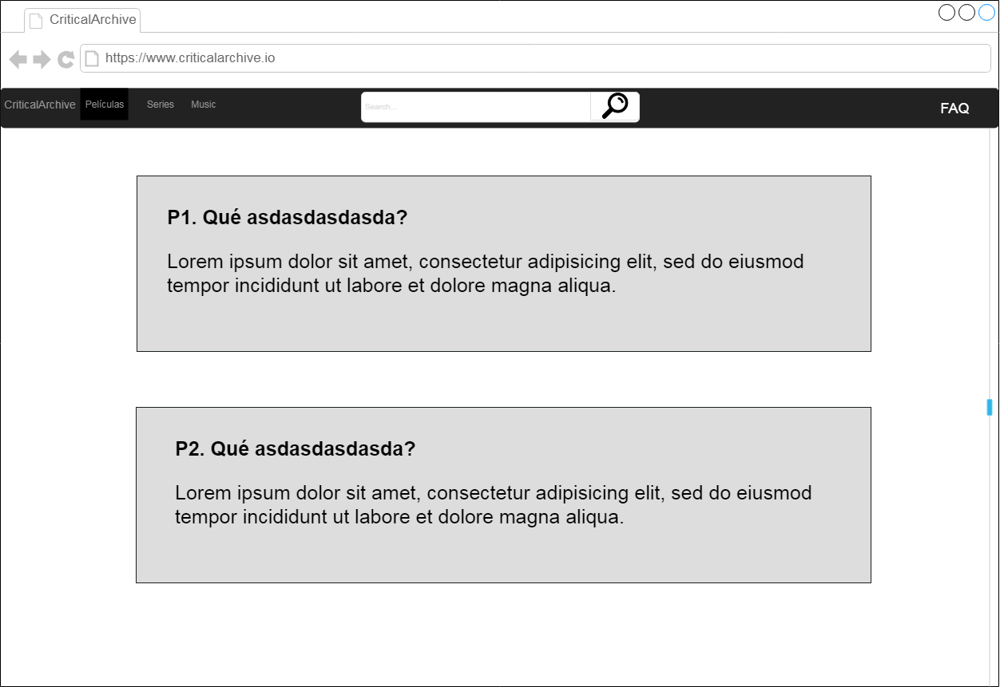 CriticalArchive
https://www.criticalarchive.io
CriticalArchive Películas Series Music Search... FAQ
P1. Qué asdasdasdasda?
Lorem ipsum dolor sit amet, consectetur adipisicing elit, sed do eiusmod
tempor incididunt ut labore et dolore magna aliqua.
P2. Qué asdasdasdasda?
Lorem ipsum dolor sit amet, consectetur adipisicing elit, sed do eiusmod
tempor incididunt ut labore et dolore magna aliqua.